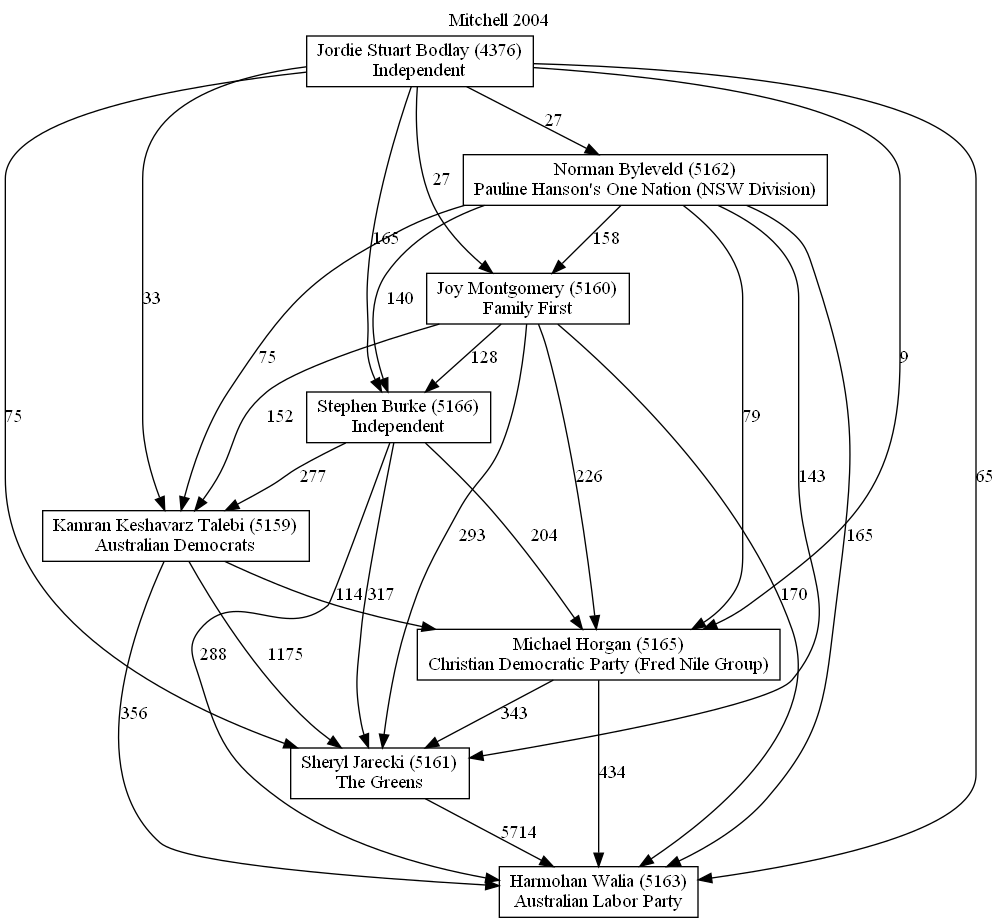 Mitchell 2004
Jordie Stuart Bodlay (4376)
Independent
27
Norman Byleveld (5162)
Pauline Hanson's One Nation (NSW Division)
27
165
158
Joy Montgomery (5160)
Family First
33
140
75
128
9
152
Stephen Burke (5166)
Independent
75
79
277
226
143
65
Kamran Keshavarz Talebi (5159)
Australian Democrats
293
204
165
114
317
170
Michael Horgan (5165)
Christian Democratic Party (Fred Nile Group)
288
1175
356
343
Sheryl Jarecki (5161)
The Greens
434
5714
Harmohan Walia (5163)
Australian Labor Party